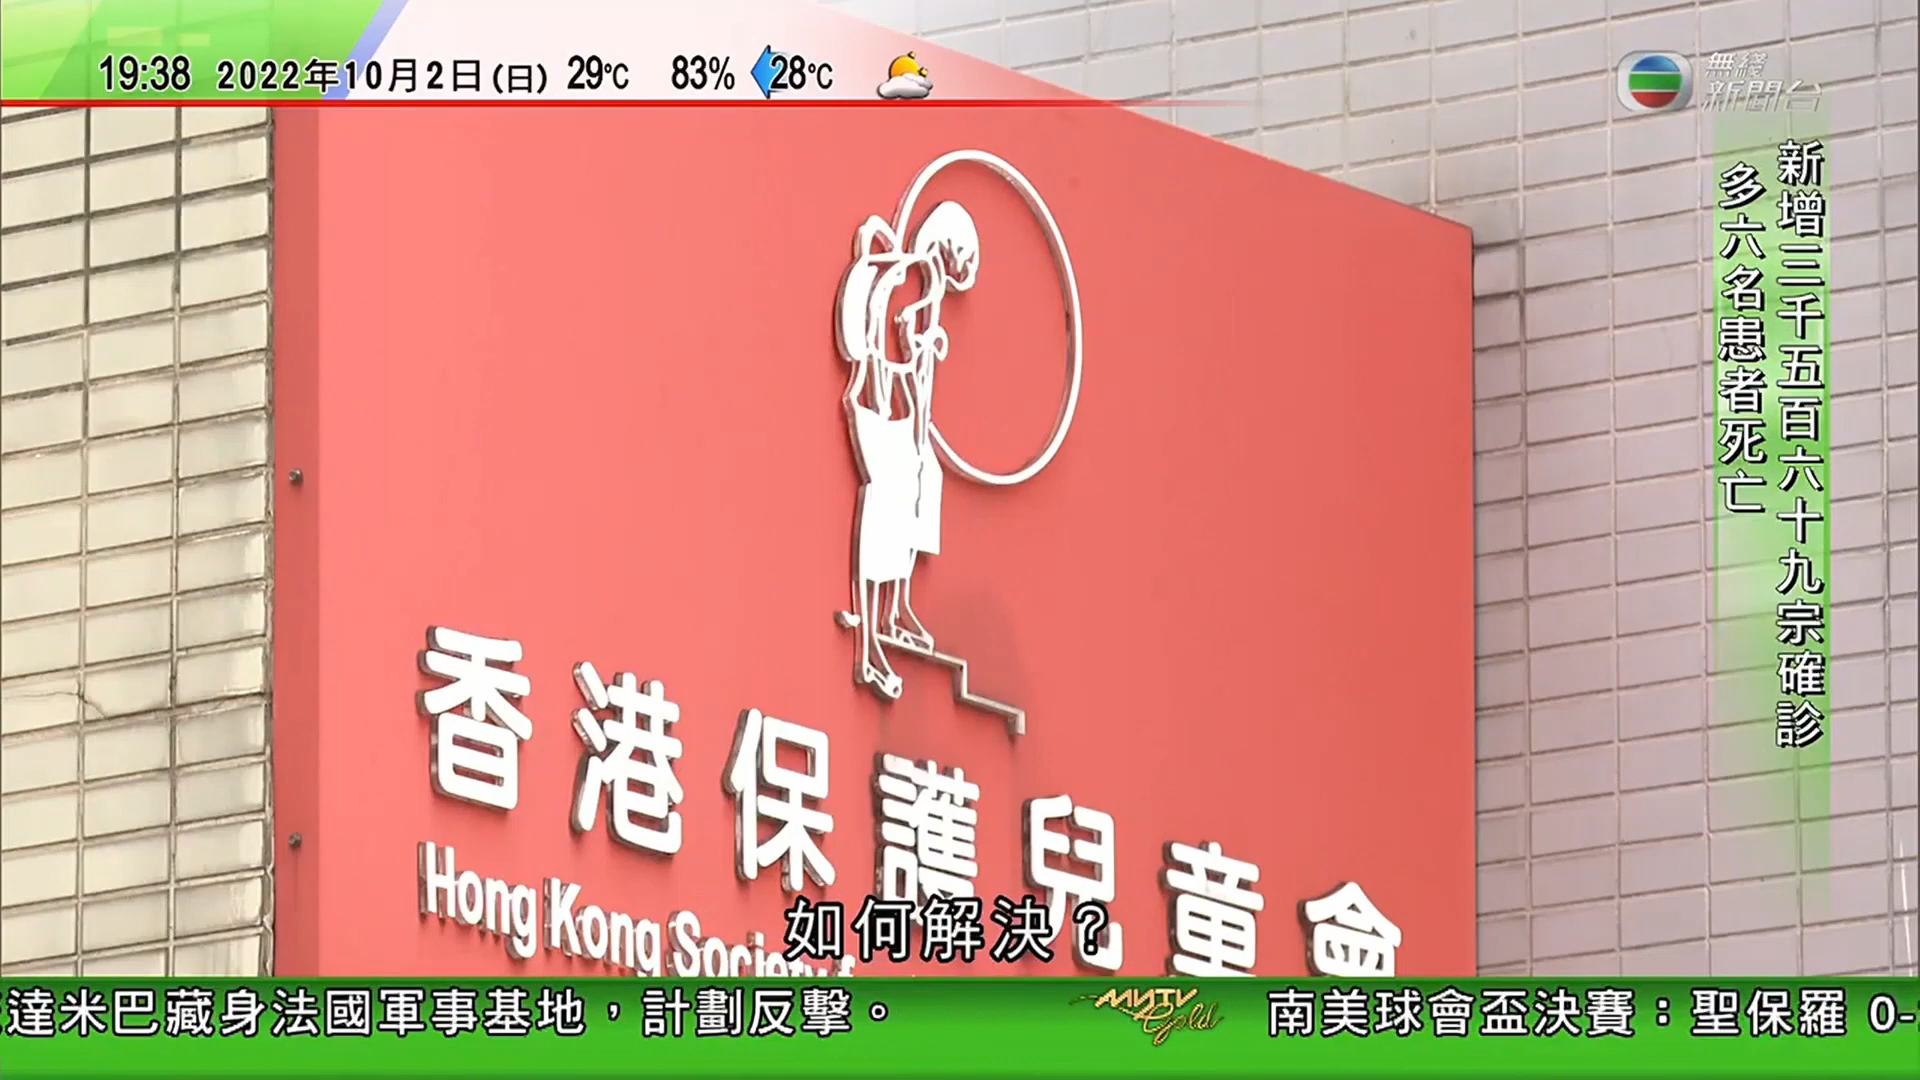 19:38 2022年10月2日(日) 29℃ 83% 28℃
無綫
新聞台
新增三千五百六十九宗確診
多六名患者死亡
香港保護兒童會
Hong Kong Society f
如何解決？
達米巴藏身法國軍事基地，計劃反擊。 myTV Gold 南美球會盃決賽：聖保羅 0-